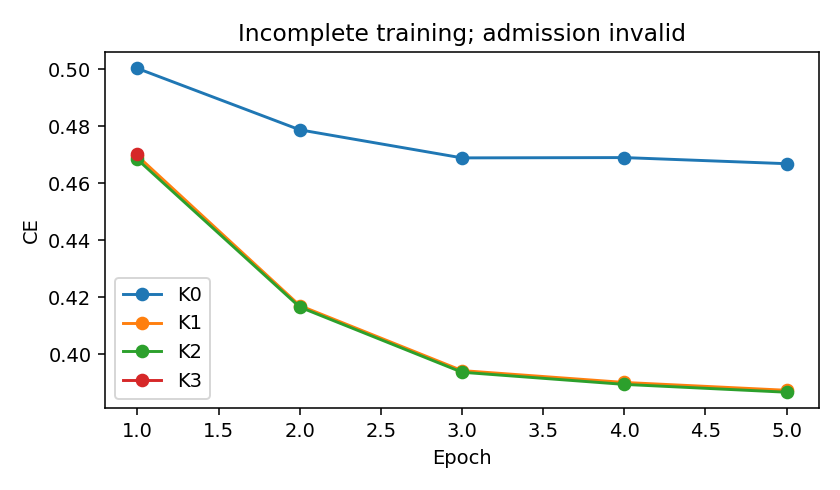 Incomplete training; admission invalid
0.50
0.48
0.46
0.44
0.42
0.40
CE
K0
K1
K2
K3
1.0 1.5 2.0 2.5 3.0 3.5 4.0 4.5 5.0
Epoch